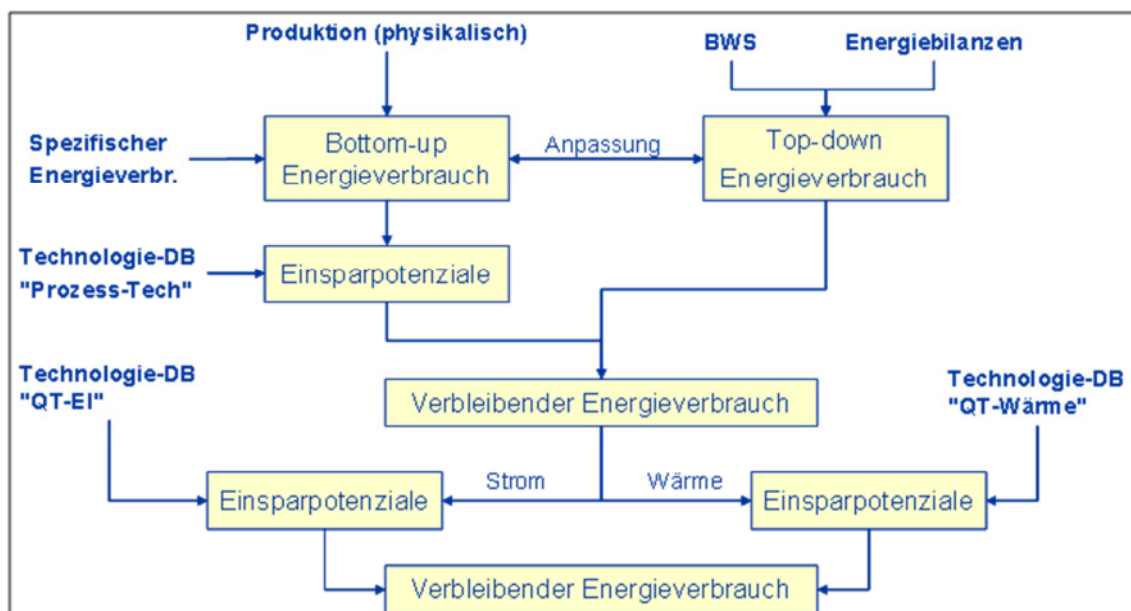 Produktion (physikalisch)
BWS
Energiebilanzen
Spezifischer
Energieverbr.
Bottom-up
Energieverbrauch
Anpassung
Top-down
Energieverbrauch
Technologie-DB
"Prozess-Tech"
Einsparpotenziale
Technologie-DB
"QT-El"
Verbleibender Energieverbrauch
Technologie-DB
"QT-Wärme"
Einsparpotenziale
Strom
Wärme
Einsparpotenziale
Verbleibender Energieverbrauch